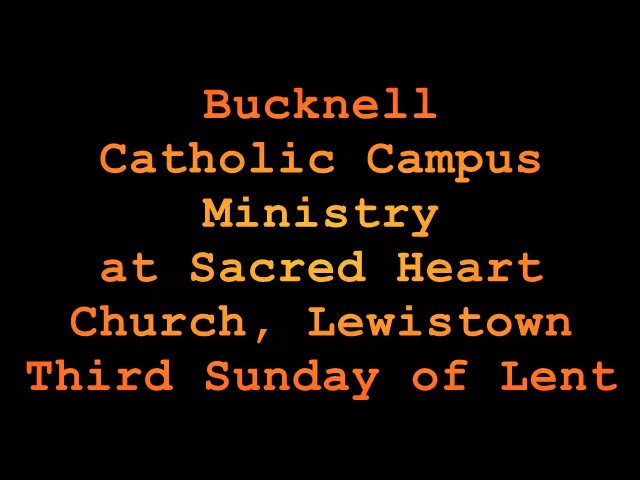 Bucknell
Catholic Campus
Ministry
at Sacred Heart
Church, Lewistown
Third Sunday of Lent